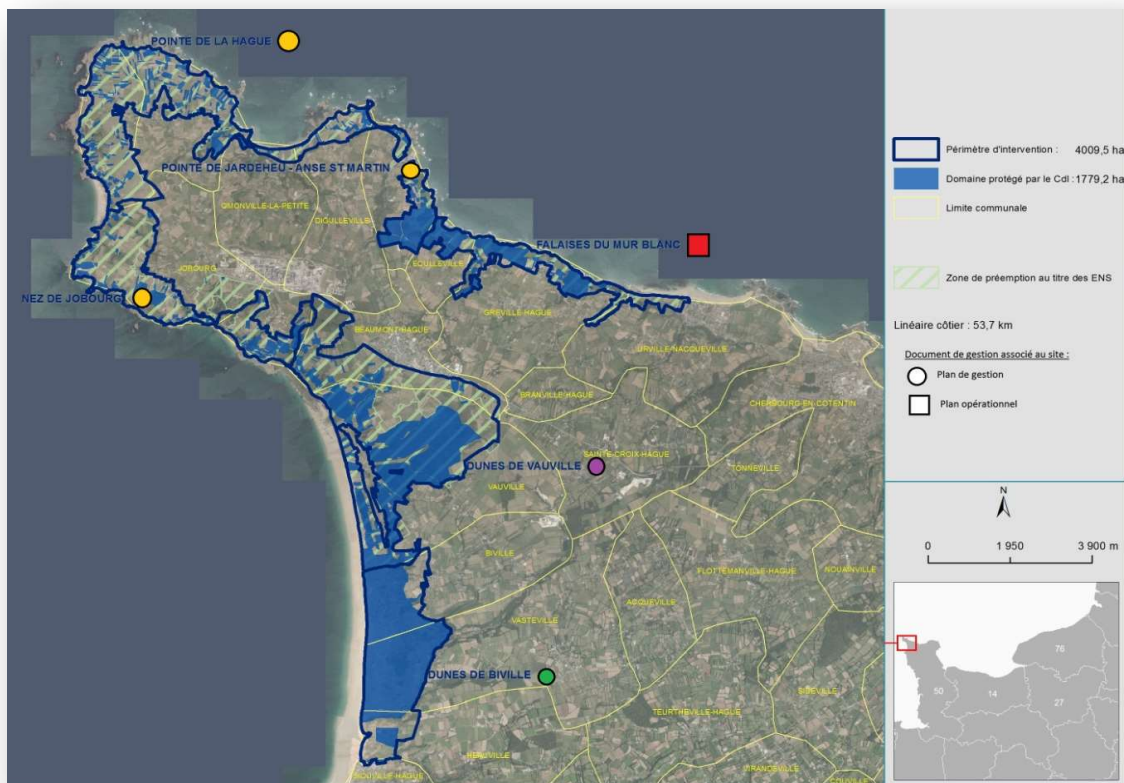 POINTE DE LA HAGUE
POINTE DE JARDEHEU - ANSE ST MARTIN
OMONVILLE-LA-PETITE
DIGULLEVILLE
FALAISES DU MUR BLANC
ECULLEVILLE
JOBOURG
NEZ DE JOBOURG
GREVILLE-HAGUE
BEAUMONT-HAGUE
URVILLE-NACQUEVILLE
BRANVILLE-HAGUE
CHERBOURG-EN-COTENTIN
SAINTE-CROIX-HAGUE
DUNES DE VAUVILLE
TONNEVILLE
VAUVILLE
BIVILLE
FLOTTEMANVILLE-HAGUE
NOUAINVILLE
ACQUEVILLE
VASTEVILLE
DUNES DE BIVILLE
SIDEVILLE
TEURTHEVILLE-HAGUE
HEAUVILLE
SIOUVILLE-HAGUE
VIRANDEVILLE
COUVILLE
Périmètre d'intervention : 4009,5 ha
Domaine protégé par le Cdl : 1779,2 ha
Limite communale
Zone de préemption au titre des ENS
Linéaire côtier : 53,7 km
Document de gestion associé au site :
Plan de gestion
Plan opérationnel
N
0 1 950 3 900 m
76
50
14
27